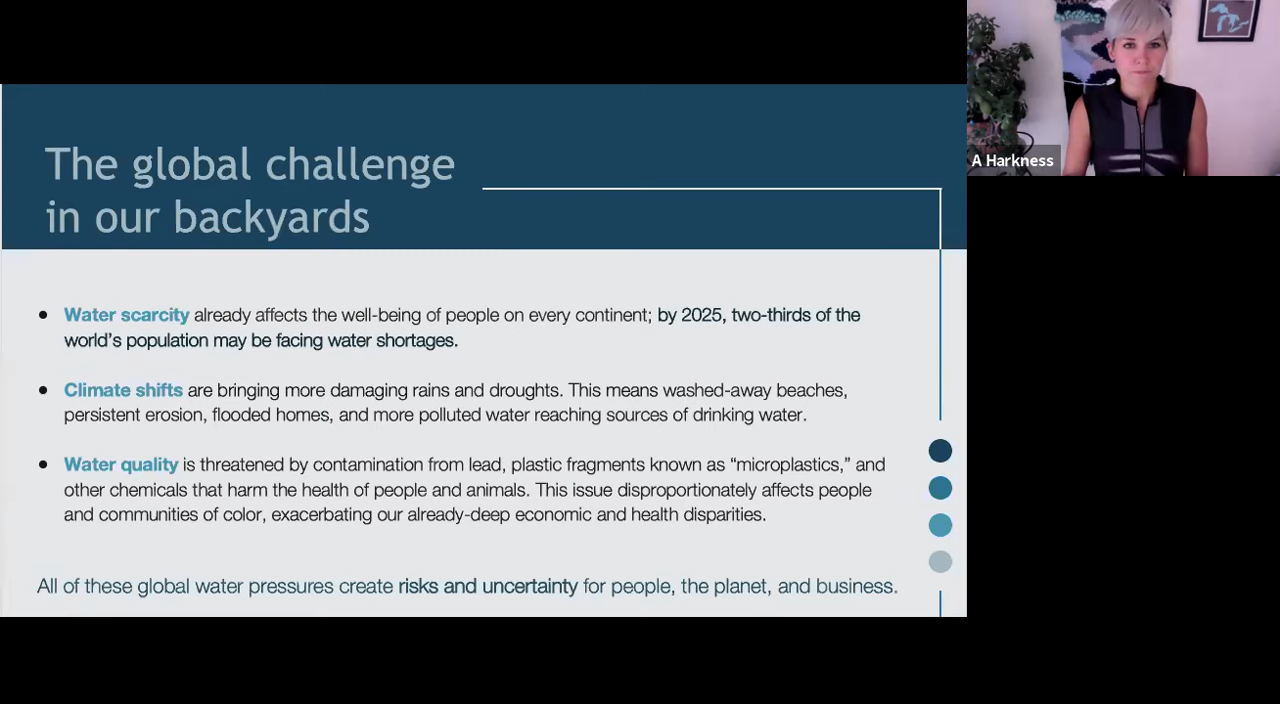 The global challenge
in our backyards
A Harkness
Water scarcity already affects the well-being of people on every continent; by 2025, two-thirds of the
world's population may be facing water shortages.
Climate shifts are bringing more damaging rains and droughts. This means washed-away beaches,
persistent erosion, flooded homes, and more polluted water reaching sources of drinking water.
Water quality is threatened by contamination from lead, plastic fragments known as “microplastics,” and
other chemicals that harm the health of people and animals. This issue disproportionately affects people
and communities of color, exacerbating our already-deep economic and health disparities.
All of these global water pressures create risks and uncertainty for people, the planet, and business.